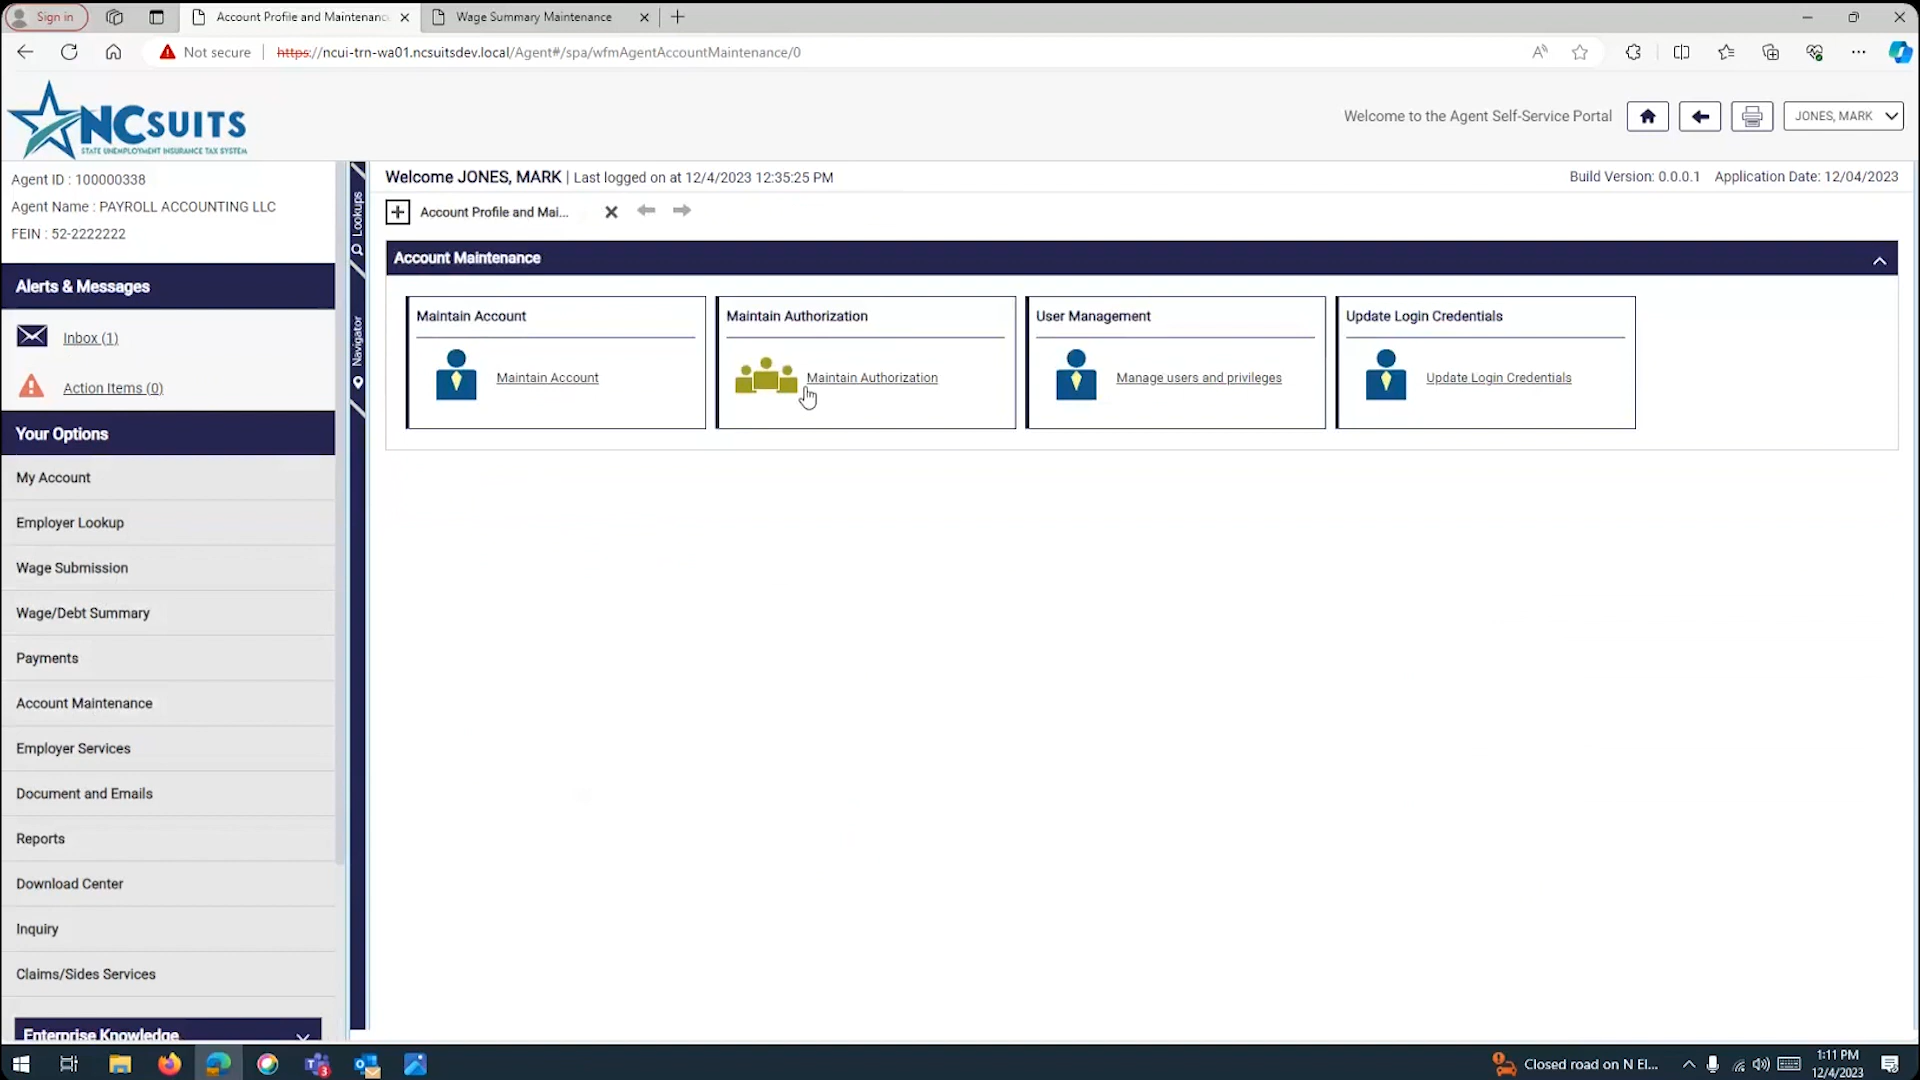 Sign in
Account Profile and Maintenanc
Wage Summary Maintenance
Not secure
https://ncui-trn-wa01.ncsuitsdev.local/Agent#/spa/wfmAgentAccountMaintenance/0
NCSUITS
STATE UNEMPLOYMENT INSURANCE TAX SYSTEM
Welcome to the Agent Self-Service Portal
JONES, MARK
Agent ID : 100000338
Agent Name : PAYROLL ACCOUNTING LLC
FEIN : 52-2222222
Alerts & Messages
Inbox (1)
Action Items (0)
Your Options
My Account
Employer Lookup
Wage Submission
Wage/Debt Summary
Payments
Account Maintenance
Employer Services
Document and Emails
Reports
Download Center
Inquiry
Claims/Sides Services
Enterprise Knowledge
Lookups
Navigator
Welcome JONES, MARK | Last logged on at 12/4/2023 12:35:25 PM
Build Version: 0.0.0.1 Application Date: 12/04/2023
Account Profile and Mai...
Account Maintenance
Maintain Account
Maintain Account
Maintain Authorization
Maintain Authorization
User Management
Manage users and privileges
Update Login Credentials
Update Login Credentials
3
Closed road on N El...
1:11 PM
12/4/2023